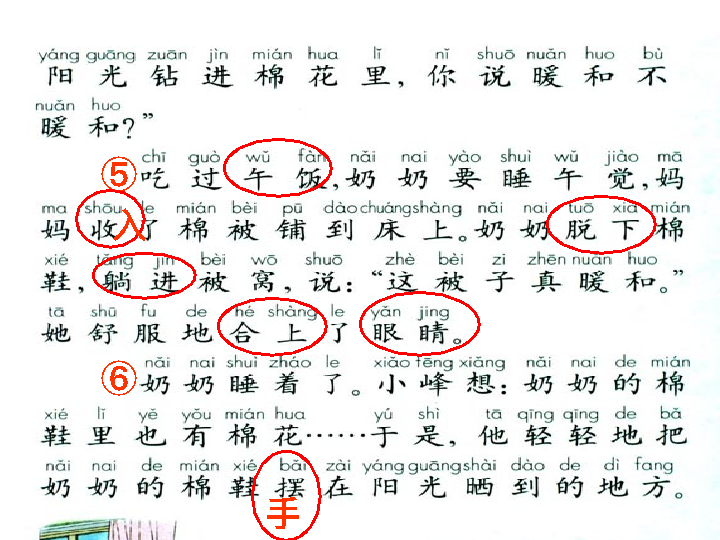 yáng guāng zuān jìn mián hua lǐ nǐ shuō nuǎn huo bù
阳光钻进棉花里，你说暖和不
nuǎn huo
暖和？”
chī guò wǔ fàn nǎi nai yào shuì wǔ jiào mā
⑤吃过午饭，奶奶要睡午觉，妈
ma shōu le mián bèi pū dào chuáng shàng nǎi nai tuō xià mián
妈收入了棉被铺到床上。奶奶脱下棉
xié tǎng jìn bèi wō shuō zhè bèi zi zhēn nuǎn huo
鞋，躺进被窝，说：“这被子真暖和。”
tā shū fu de hé shàng le yǎn jing
她舒服地合上了眼睛。
nǎi nai shuì zháo le xiǎo fēng xiǎng nǎi nai de mián
⑥奶奶睡着了。小峰想：奶奶的棉
xié lǐ yě yǒu mián hua yú shì tā qīng qīng de bǎ
鞋里也有棉花……于是，他轻轻地把
nǎi nai de mián xié bǎi zài yáng guāng shài dào de dì fang
奶奶的棉鞋摆在阳光晒到的地方。
手